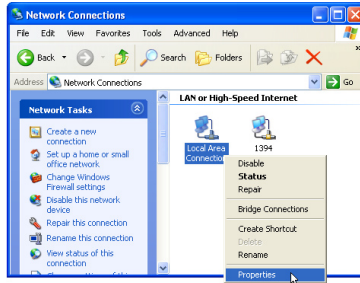 Network Connections
File Edit View Favorites Tools Advanced Help
Back Search Folders
Address Network Connections Go
Network Tasks
Create a new
connection
Set up a home or small
office network
Change Windows
Firewall settings
Disable this network
device
Repair this connection
Rename this connection
View status of this
connection
LAN or High-Speed Internet
Local Area
Connection
1394
Disable
Status
Repair
Bridge Connections
Create Shortcut
Delete
Rename
Properties